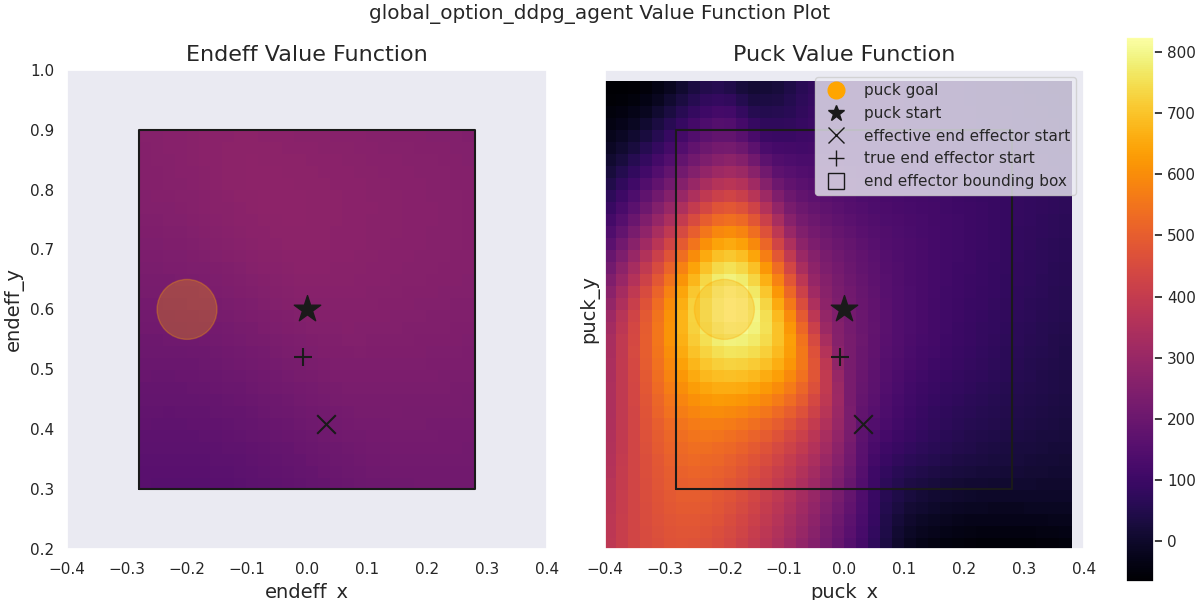 global_option_ddpg_agent Value Function Plot
Endeff Value Function
1.0
0.9
0.8
0.7
0.6
0.5
0.4
0.3
0.2
endeff_y
−0.4 −0.3 −0.2 −0.1 0.0 0.1 0.2 0.3 0.4
endeff_x
Puck Value Function
puck goal
puck start
effective end effector start
true end effector start
end effector bounding box
puck_y
−0.4 −0.3 −0.2 −0.1 0.0 0.1 0.2 0.3 0.4
puck_x
800
700
600
500
400
300
200
100
0